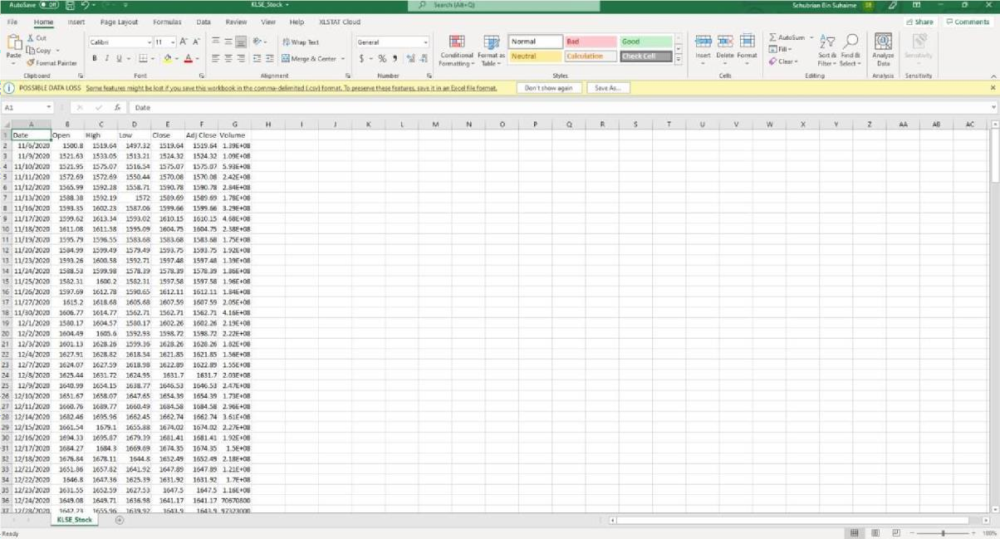 AutoSave Off KLSE_Stock Search (Alt+Q) Schubrian Bin Suhaime SB
File Home Insert Page Layout Formulas Data Review View Help XLSTAT Cloud Share Comments
Cut Calibri 11 Wrap Text General Normal Bad Good AutoSum
Copy Fill
Paste Format Painter Merge & Center Conditional Formatting Format as Table Neutral Calculation Check Cell Insert Delete Format Clear Sort & Filter Find & Select Analyze Data Sensitivity
Clipboard Font Alignment Number Styles Cells Editing Analysis Sensitivity
POSSIBLE DATA LOSS Some features might be lost if you save this workbook in the comma-delimited (.csv) format. To preserve these features, save it in an Excel file format. Don't show again Save As...
A1 fx Date
A B C D E F G H I J K L M N O P Q R S T U V W X Y Z AA AB AC
1 Date Open High Low Close Adj Close Volume
2 11/6/2020 1500.8 1519.64 1497.32 1519.64 1519.64 1.39E+08
3 11/9/2020 1521.63 1533.05 1513.21 1524.32 1524.32 1.09E+08
4 11/10/2020 1521.95 1575.07 1516.54 1575.07 1575.07 5.93E+08
5 11/11/2020 1572.69 1572.69 1550.44 1570.08 1570.08 2.42E+08
6 11/12/2020 1565.99 1592.28 1558.71 1590.78 1590.78 2.84E+08
7 11/13/2020 1588.38 1592.19 1572 1589.69 1589.69 1.78E+08
8 11/16/2020 1593.35 1602.23 1587.06 1599.66 1599.66 3.29E+08
9 11/17/2020 1599.62 1613.34 1593.02 1610.15 1610.15 4.68E+08
10 11/18/2020 1611.08 1611.58 1595.09 1604.75 1604.75 2.38E+08
11 11/19/2020 1595.79 1596.55 1583.68 1583.68 1583.68 1.75E+08
12 11/20/2020 1584.99 1599.49 1579.49 1593.75 1593.75 1.92E+08
13 11/23/2020 1593.26 1600.58 1592.71 1597.48 1597.48 1.39E+08
14 11/24/2020 1588.53 1599.98 1578.39 1578.39 1578.39 1.86E+08
15 11/25/2020 1582.31 1600.2 1582.31 1597.58 1597.58 1.96E+08
16 11/26/2020 1597.69 1612.78 1590.65 1612.11 1612.11 1.84E+08
17 11/27/2020 1615.2 1618.68 1605.68 1607.59 1607.59 2.05E+08
18 11/30/2020 1606.77 1614.77 1562.71 1562.71 1562.71 4.16E+08
19 12/1/2020 1580.17 1604.57 1580.17 1602.26 1602.26 2.19E+08
20 12/2/2020 1604.49 1605.6 1592.93 1598.72 1598.72 2.22E+08
21 12/3/2020 1601.13 1628.26 1599.36 1628.26 1628.26 1.82E+08
22 12/4/2020 1627.91 1628.82 1618.54 1621.85 1621.85 1.56E+08
23 12/7/2020 1624.07 1627.59 1618.98 1622.89 1622.89 1.55E+08
24 12/8/2020 1625.44 1631.72 1624.95 1631.7 1631.7 2.03E+08
25 12/9/2020 1640.99 1654.15 1638.77 1646.53 1646.53 2.47E+08
26 12/10/2020 1651.67 1658.07 1647.65 1654.39 1654.39 1.73E+08
27 12/11/2020 1660.76 1689.77 1660.49 1684.58 1684.58 2.96E+08
28 12/14/2020 1682.46 1695.96 1662.45 1662.74 1662.74 3.61E+08
29 12/15/2020 1661.54 1679.1 1655.88 1674.02 1674.02 2.27E+08
30 12/16/2020 1694.33 1695.87 1679.39 1681.41 1681.41 1.92E+08
31 12/17/2020 1684.27 1684.3 1669.69 1674.35 1674.35 1.5E+08
32 12/18/2020 1676.84 1678.11 1644.8 1652.49 1652.49 2.18E+08
33 12/21/2020 1651.86 1657.82 1641.92 1647.89 1647.89 1.21E+08
34 12/22/2020 1646.8 1647.36 1625.39 1631.92 1631.92 1.7E+08
35 12/23/2020 1631.55 1652.59 1627.53 1647.5 1647.5 1.16E+08
36 12/24/2020 1649.08 1649.71 1636.98 1641.17 1641.17 70670800
37 12/28/2020 1642.23 1655.96 1639.92 1643.9 1643.9 97323000
KLSE_Stock
Ready 100%